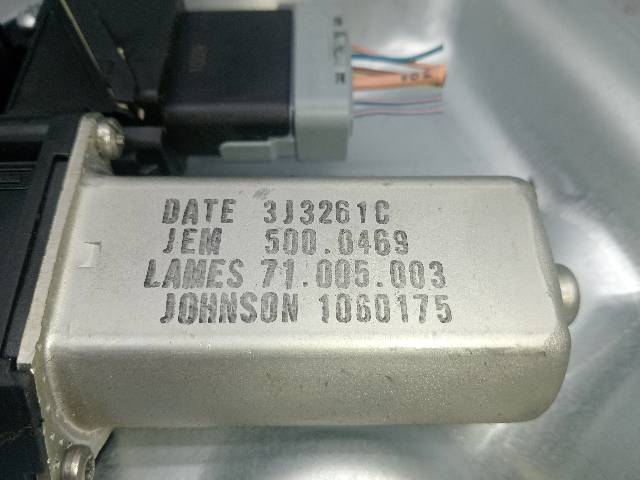 DATE 3J3261C
JEM 500.0469
LAMES 71.005.003
JOHNSON 1060175